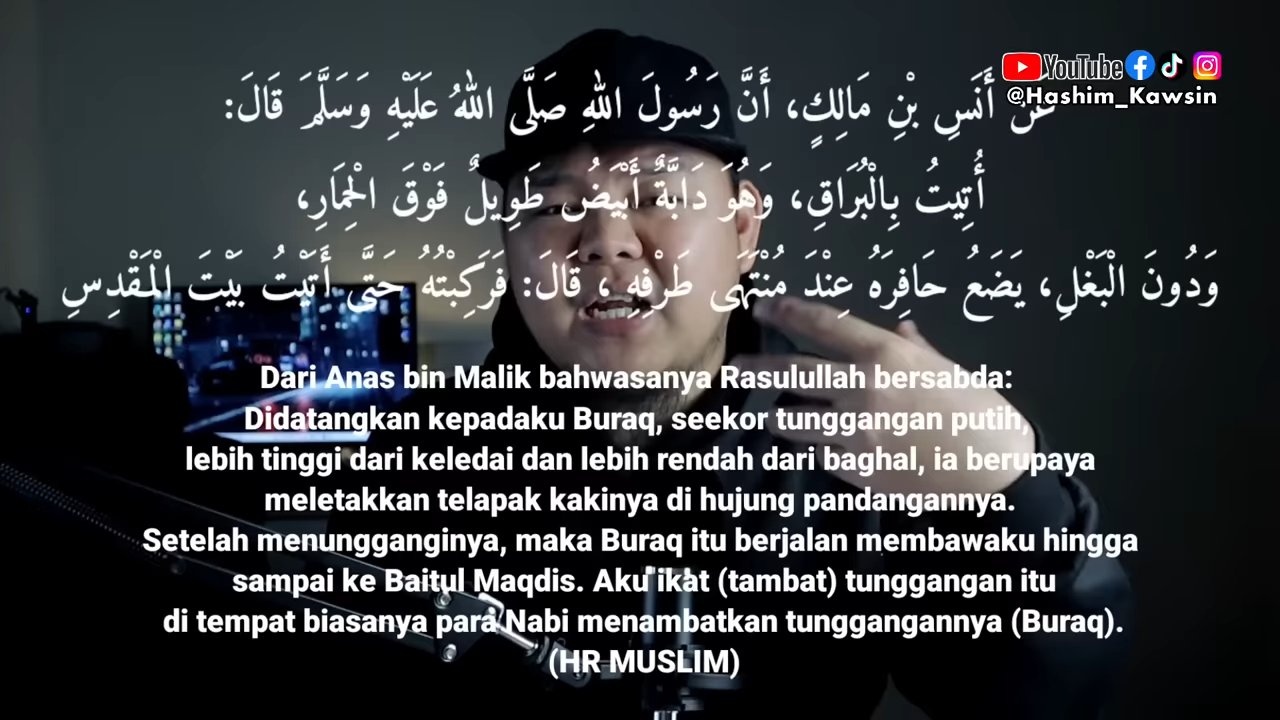 YouTube
@Hashim_Kawsin
عَنْ أَنَسِ بْنِ مَالِكٍ، أَنَّ رَسُولَ اللهِ صَلَّى اللهُ عَلَيْهِ وَسَلَّمَ قَالَ:
أُتِيتُ بِالْبُرَاقِ، وَهُوَ دَابَّةٌ أَبْيَضُ طَوِيلٌ فَوْقَ الْحِمَارِ،
وَدُونَ الْبَغْلِ، يَضَعُ حَافِرَهُ عِنْدَ مُنْتَهَى طَرْفِهِ ، قَالَ: فَرَكِبْتُهُ حَتَّى أَتَيْتُ بَيْتَ الْمَقْدِسِ
Dari Anas bin Malik bahwasanya Rasulullah bersabda:
Didatangkan kepadaku Buraq, seekor tunggangan putih,
lebih tinggi dari keledai dan lebih rendah dari baghal, ia berupaya
meletakkan telapak kakinya di hujung pandangannya.
Setelah menungganginya, maka Buraq itu berjalan membawaku hingga
sampai ke Baitul Maqdis. Aku ikat (tambat) tunggangan itu
di tempat biasanya para Nabi menambatkan tunggangannya (Buraq).
(HR MUSLIM)